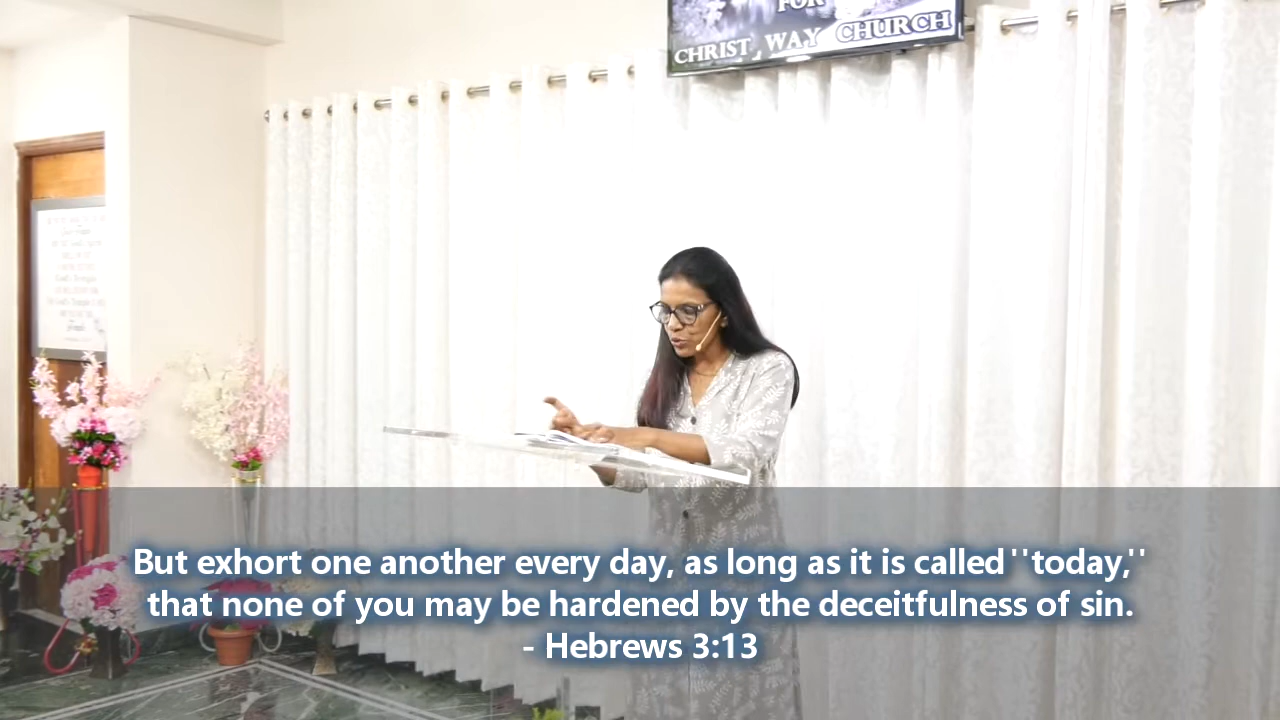 FOR
CHRIST WAY CHURCH
But exhort one another every day, as long as it is called ''today,''
that none of you may be hardened by the deceitfulness of sin.
- Hebrews 3:13